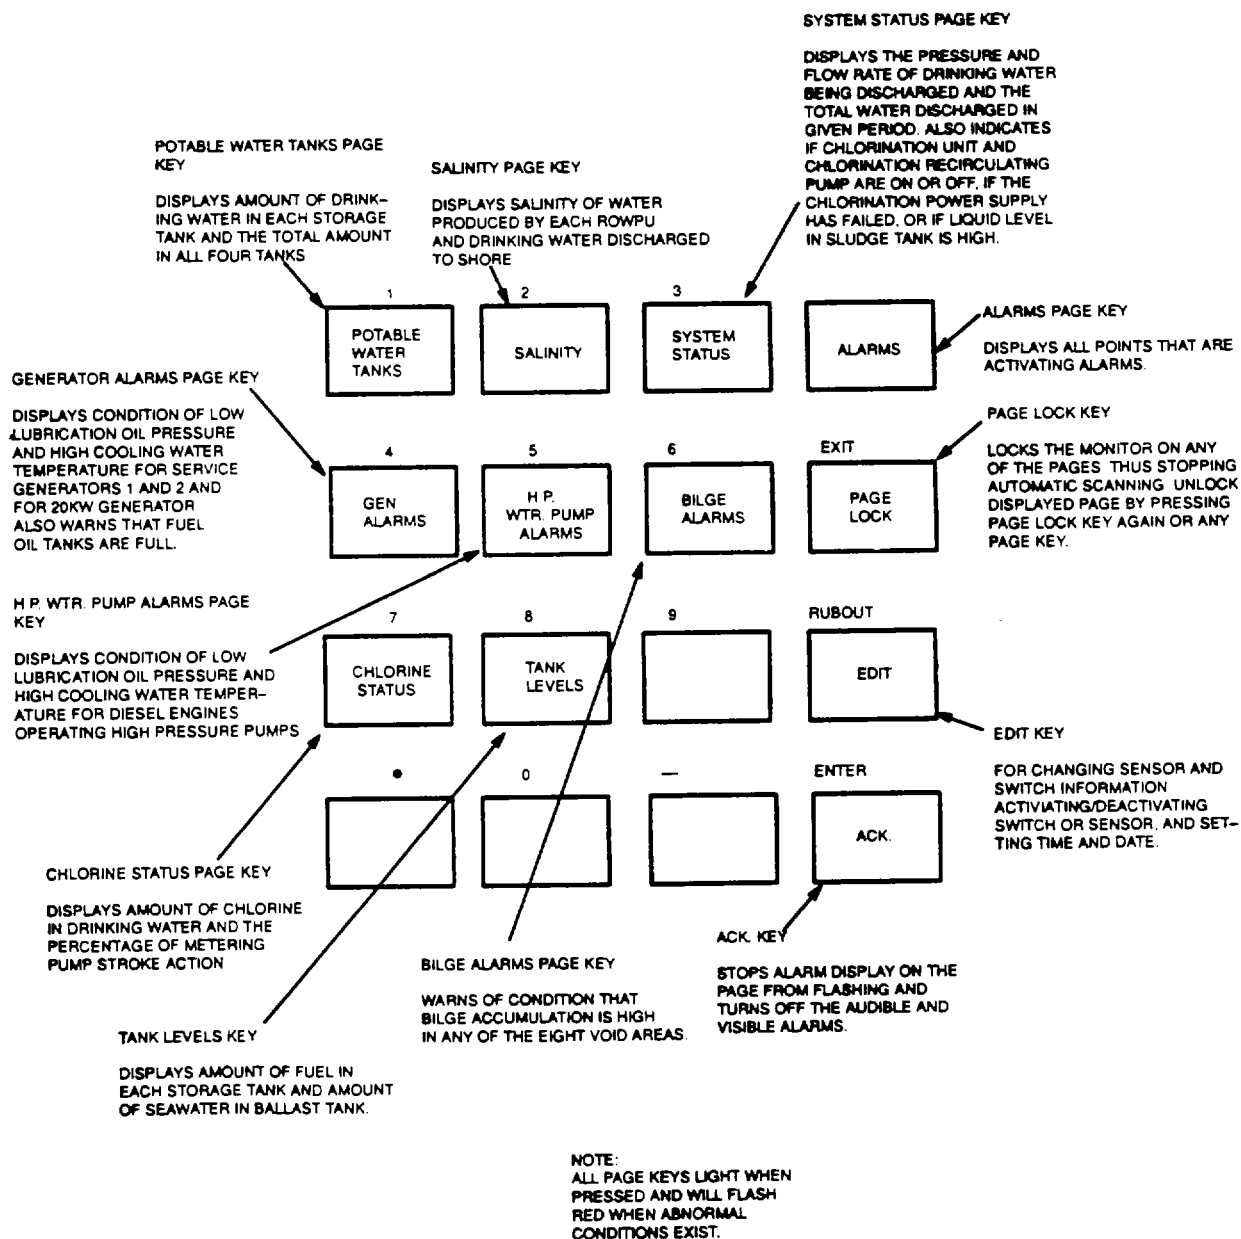 SYSTEM STATUS PAGE KEY
DISPLAYS THE PRESSURE AND
FLOW RATE OF DRINKING WATER
BEING DISCHARGED AND THE
TOTAL WATER DISCHARGED IN
GIVEN PERIOD. ALSO INDICATES
IF CHLORINATION UNIT AND
CHLORINATION RECIRCULATING
PUMP ARE ON OR OFF, IF THE
CHLORINATION POWER SUPPLY
HAS FAILED, OR IF LIQUID LEVEL
IN SLUDGE TANK IS HIGH.
POTABLE WATER TANKS PAGE
KEY
DISPLAYS AMOUNT OF DRINK-
ING WATER IN EACH STORAGE
TANK AND THE TOTAL AMOUNT
IN ALL FOUR TANKS
SALINITY PAGE KEY
DISPLAYS SALINITY OF WATER
PRODUCED BY EACH ROWPU
AND DRINKING WATER DISCHARGED
TO SHORE
1
POTABLE
WATER
TANKS
2
SALINITY
3
SYSTEM
STATUS
ALARMS
ALARMS PAGE KEY
DISPLAYS ALL POINTS THAT ARE
ACTIVATING ALARMS.
GENERATOR ALARMS PAGE KEY
DISPLAYS CONDITION OF LOW
LUBRICATION OIL PRESSURE
AND HIGH COOLING WATER
TEMPERATURE FOR SERVICE
GENERATORS 1 AND 2 AND
FOR 20KW GENERATOR
ALSO WARNS THAT FUEL
OIL TANKS ARE FULL.
4
GEN
ALARMS
5
H P.
WTR. PUMP
ALARMS
6
BILGE
ALARMS
EXIT
PAGE
LOCK
PAGE LOCK KEY
LOCKS THE MONITOR ON ANY
OF THE PAGES THUS STOPPING
AUTOMATIC SCANNING UNLOCK
DISPLAYED PAGE BY PRESSING
PAGE LOCK KEY AGAIN OR ANY
PAGE KEY.
H P. WTR. PUMP ALARMS PAGE
KEY
DISPLAYS CONDITION OF LOW
LUBRICATION OIL PRESSURE AND
HIGH COOLING WATER TEMPER-
ATURE FOR DIESEL ENGINES
OPERATING HIGH PRESSURE PUMPS
7
CHLORINE
STATUS
8
TANK
LEVELS
9
RUBOUT
EDIT
EDIT KEY
FOR CHANGING SENSOR AND
SWITCH INFORMATION
ACTIVIATING/DEACTIVATING
SWITCH OR SENSOR, AND SET-
TING TIME AND DATE.
●
0
—
ENTER
ACK.
CHLORINE STATUS PAGE KEY
DISPLAYS AMOUNT OF CHLORINE
IN DRINKING WATER AND THE
PERCENTAGE OF METERING
PUMP STROKE ACTION
ACK. KEY
STOPS ALARM DISPLAY ON THE
PAGE FROM FLASHING AND
TURNS OFF THE AUDIBLE AND
VISIBLE ALARMS.
BILGE ALARMS PAGE KEY
WARNS OF CONDITION THAT
BILGE ACCUMULATION IS HIGH
IN ANY OF THE EIGHT VOID AREAS.
TANK LEVELS KEY
DISPLAYS AMOUNT OF FUEL IN
EACH STORAGE TANK AND AMOUNT
OF SEAWATER IN BALLAST TANK.
NOTE:
ALL PAGE KEYS LIGHT WHEN
PRESSED AND WILL FLASH
RED WHEN ABNORMAL
CONDITIONS EXIST.